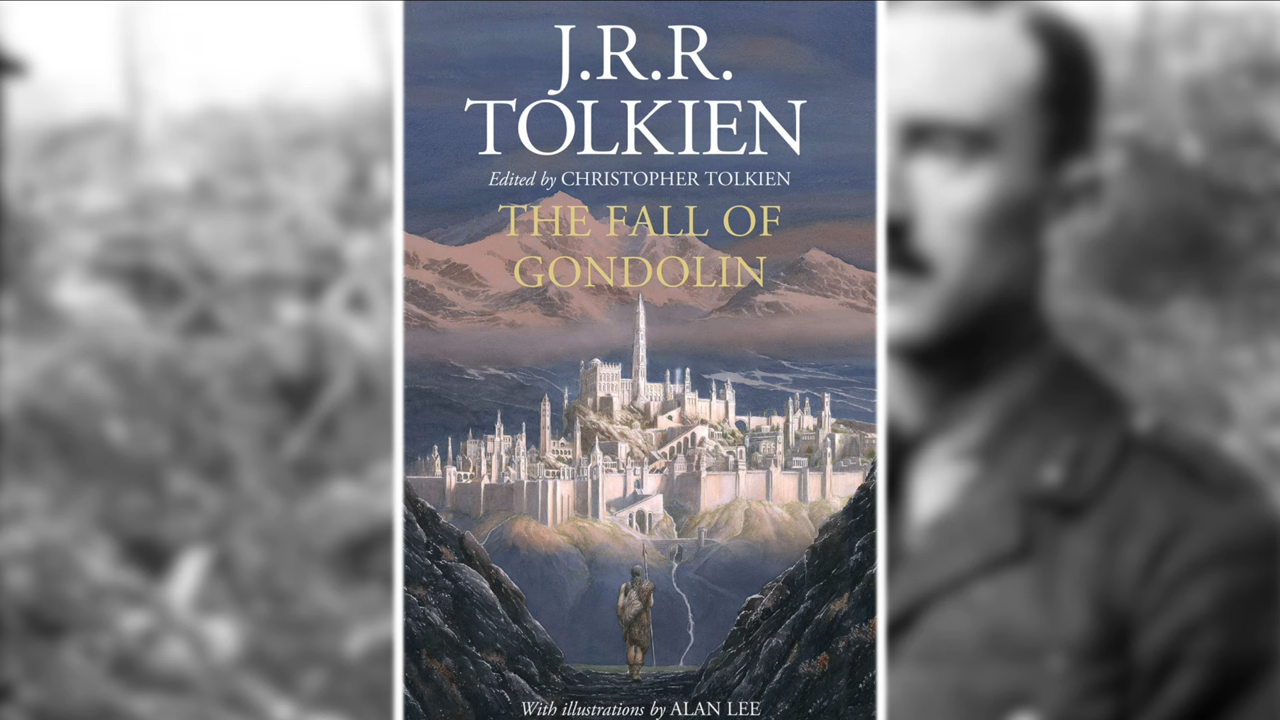 J.R.R.
TOLKIEN
Edited by CHRISTOPHER TOLKIEN
THE FALL OF
GONDOLIN
With illustrations by ALAN LEE